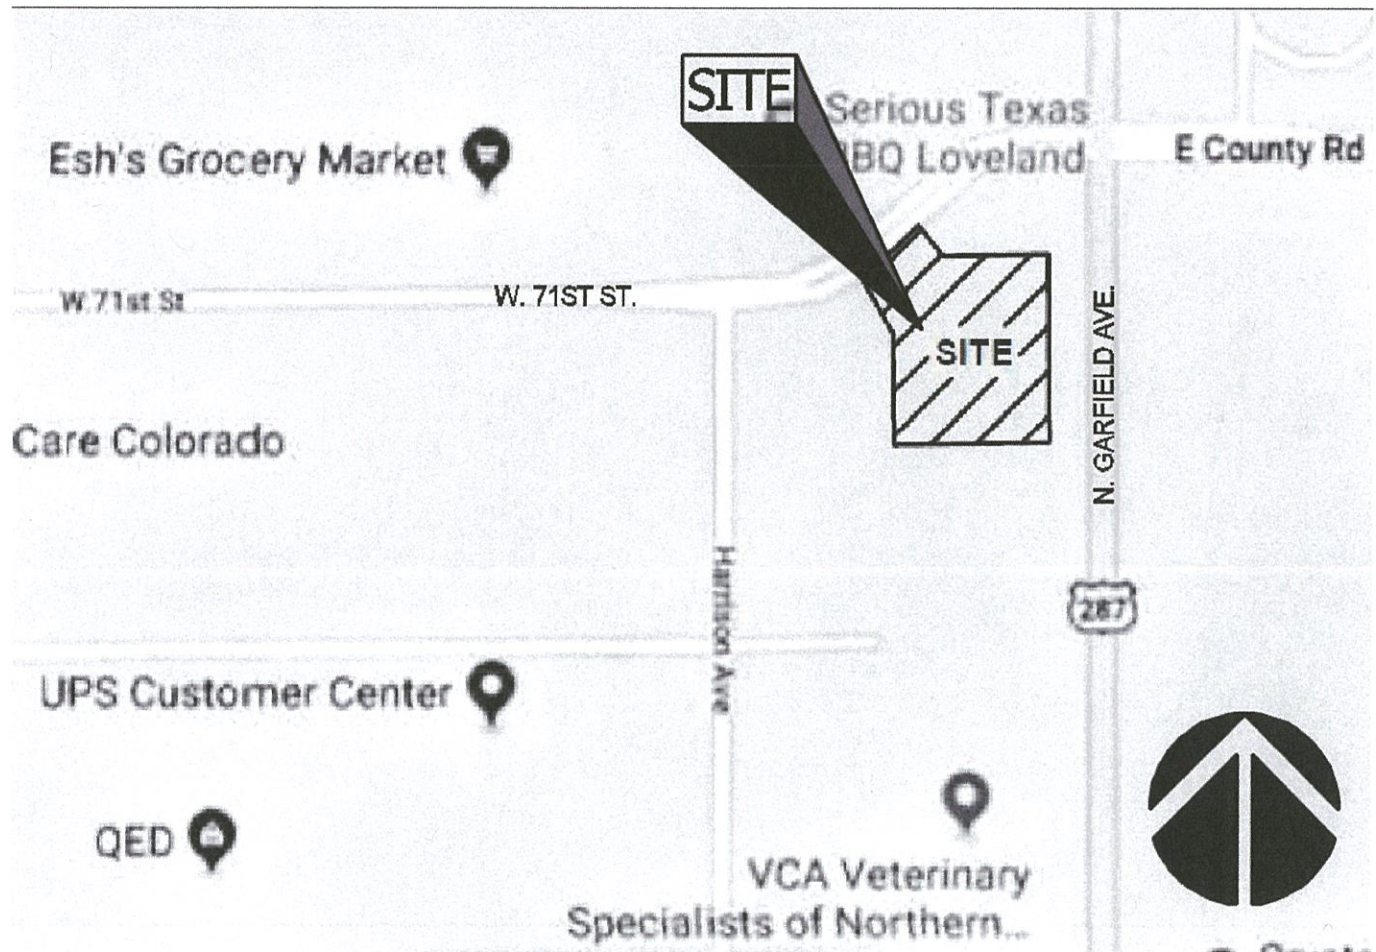 SITE
Serious Texas
BBQ Loveland
E County Rd
Esh's Grocery Market
W. 71st St
W. 71ST ST.
SITE
N. GARFIELD AVE.
Care Colorado
Harrison Ave
287
UPS Customer Center
QED
VCA Veterinary
Specialists of Northern...